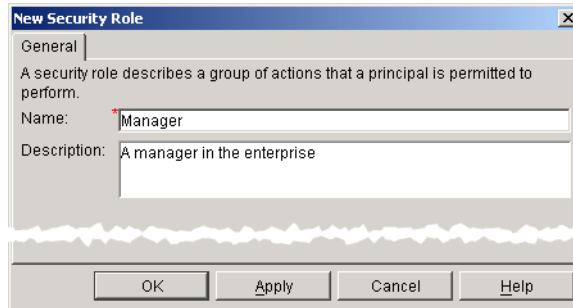 New Security Role
General
A security role describes a group of actions that a principal is permitted to
perform.
Name: *Manager
Description: A manager in the enterprise
OK Apply Cancel Help